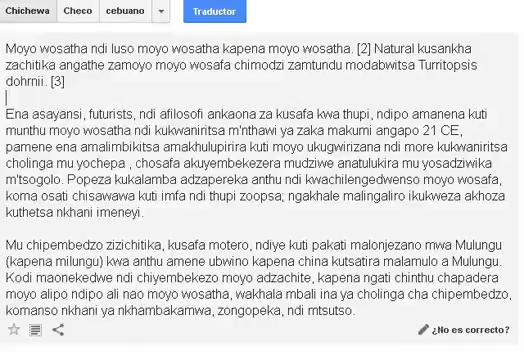 Chichewa Checo cebuano Traductor
Moyo wosatha ndi luso moyo wosatha kapena moyo wosatha. [2] Natural kusankha
zachitika angathe zamoyo moyo wosafa chimodzi zamtundu modabwitsa Turritopsis
dohrnii. [3]
Ena asayansi, futurists, ndi afilosofi ankaona za kusafa kwa thupi, ndipo amanena kuti
munthu moyo wosatha ndi kukwaniritsa m'nthawi ya zaka makumi angapo 21 CE,
pamene ena amalimbikitsa amakhulupirira kuti moyo ukugwirizana ndi more kukwaniritsa
cholinga mu yochepa , chosafa akuyembekezera mudziwe anatulukira mu yosadziwika
m'tsogolo. Popeza kukalamba adzapereka anthu ndi kwachilengedwenso moyo wosafa,
koma osati chisawawa kuti imfa ndi thupi zoopsa; ngakhale malingaliro ikukweza akhoza
kuthetsa nkhani imeneyi.
Mu chipembedzo zizichitika, kusafa motero, ndiye kuti pakati malonjezano mwa Mulungu
(kapena milungu) kwa anthu amene ubwino kapena china kutsatira malamulo a Mulungu.
Kodi maonekedwe ndi chiyembekezo moyo adzachite, kapena ngati chinthu chapadera
moyo alipo ndipo ali nao moyo wosatha, wakhala mbali ina ya cholinga cha chipembedzo,
komanso nkhani ya nkhambakamwa, zongopeka, ndi mtsutso.
¿No es correcto?